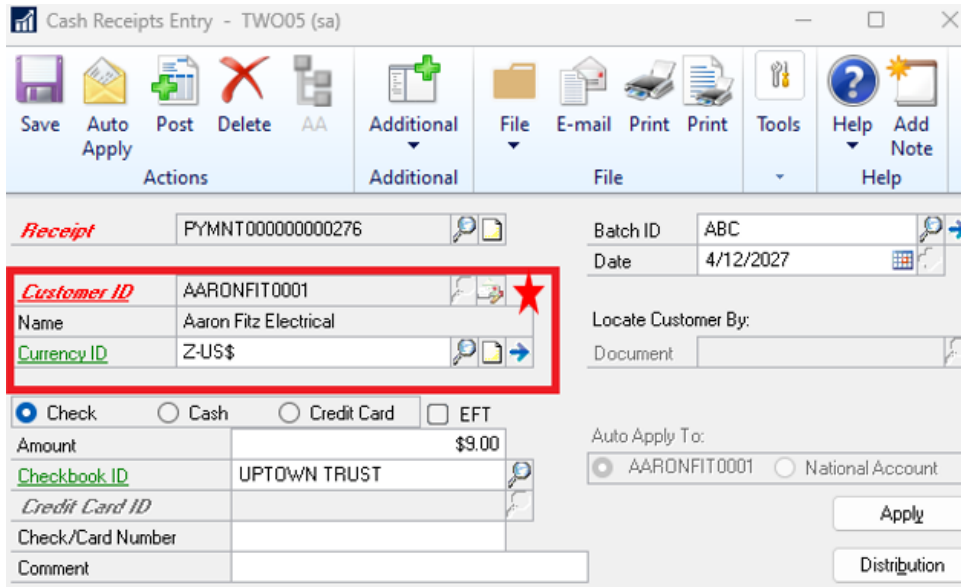 Cash Receipts Entry - TWO05 (sa)
Save Auto Apply Post Delete AA Additional File E-mail Print Print Tools Help Add Note
Actions Additional File Help
Receipt PYMNT000000000276
Batch ID ABC
Date 4/12/2027
Customer ID AARONFIT0001
Name Aaron Fitz Electrical
Currency ID Z-US$
Locate Customer By:
Document
Check Cash Credit Card EFT
Amount $9.00
Checkbook ID UPTOWN TRUST
Credit Card ID
Check/Card Number
Comment
Auto Apply To:
AARONFIT0001 National Account
Apply
Distribution